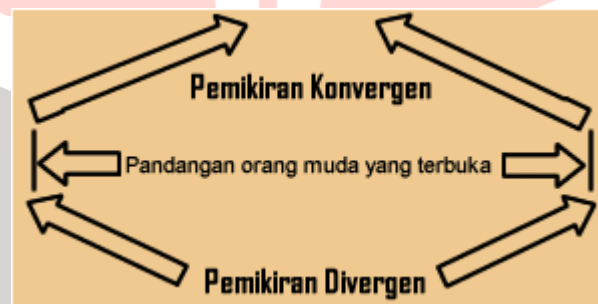 Pemikiran Konvergen
Pandangan orang muda yang terbuka
Pemikiran Divergen